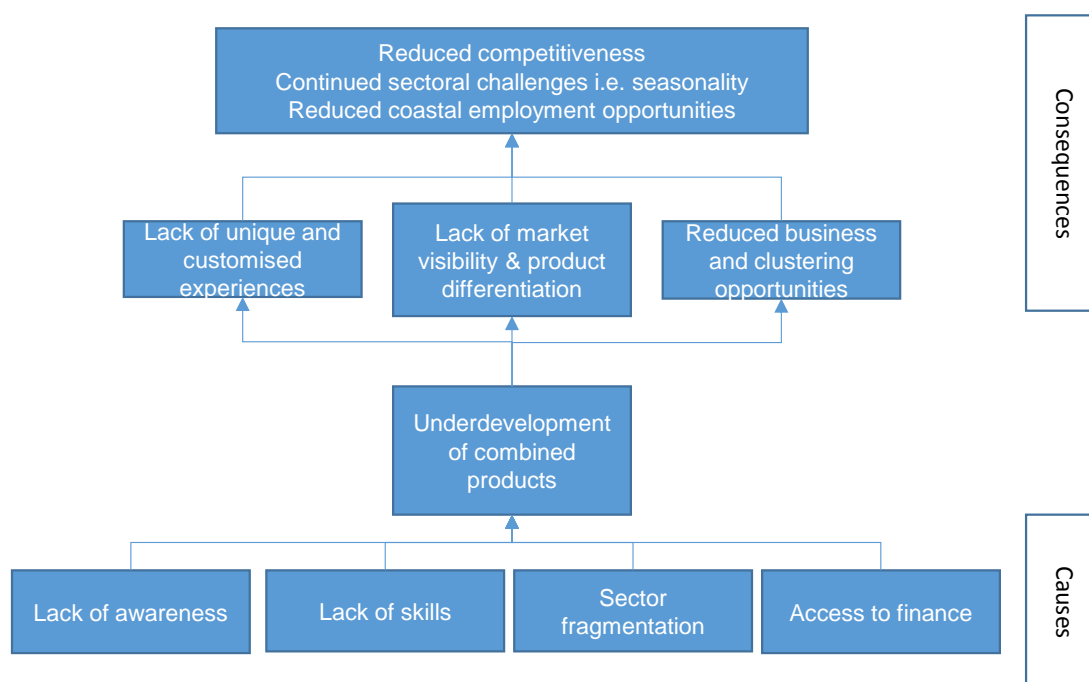 Reduced competitiveness
Continued sectoral challenges i.e. seasonality
Reduced coastal employment opportunities
Consequences
Lack of unique and
customised
experiences
Lack of market
visibility & product
differentiation
Reduced business
and clustering
opportunities
Underdevelopment
of combined
products
Lack of awareness
Lack of skills
Sector
fragmentation
Access to finance
Causes